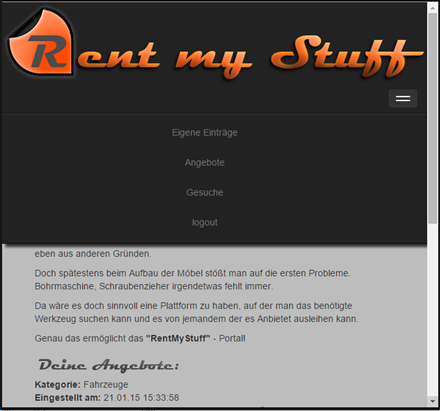 Rent my Stuff
Eigene Einträge
Angebote
Gesuche
logout
eben aus anderen Gründen.
Doch spätestens beim Aufbau der Möbel stößt man auf die ersten Probleme.
Bohrmaschine, Schraubenzieher irgendetwas fehlt immer.
Da wäre es doch sinnvoll eine Plattform zu haben, auf der man das benötigte
Werkzeug suchen kann und es von jemandem der es Anbietet ausleihen kann.
Genau das ermöglicht das "RentMyStuff" - Portal!
Deine Angebote:
Kategorie: Fahrzeuge
Eingestellt am: 21.01.15 15:33:58